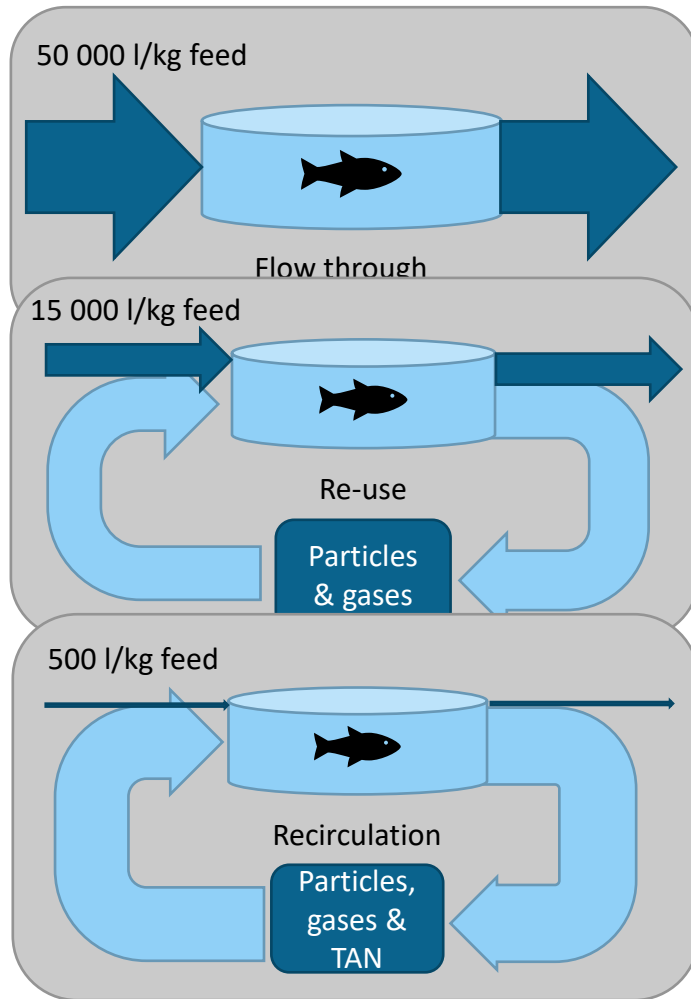 50 000 l/kg feed
Flow through
15 000 l/kg feed
Re-use
Particles
& gases
500 l/kg feed
Recirculation
Particles,
gases &
TAN